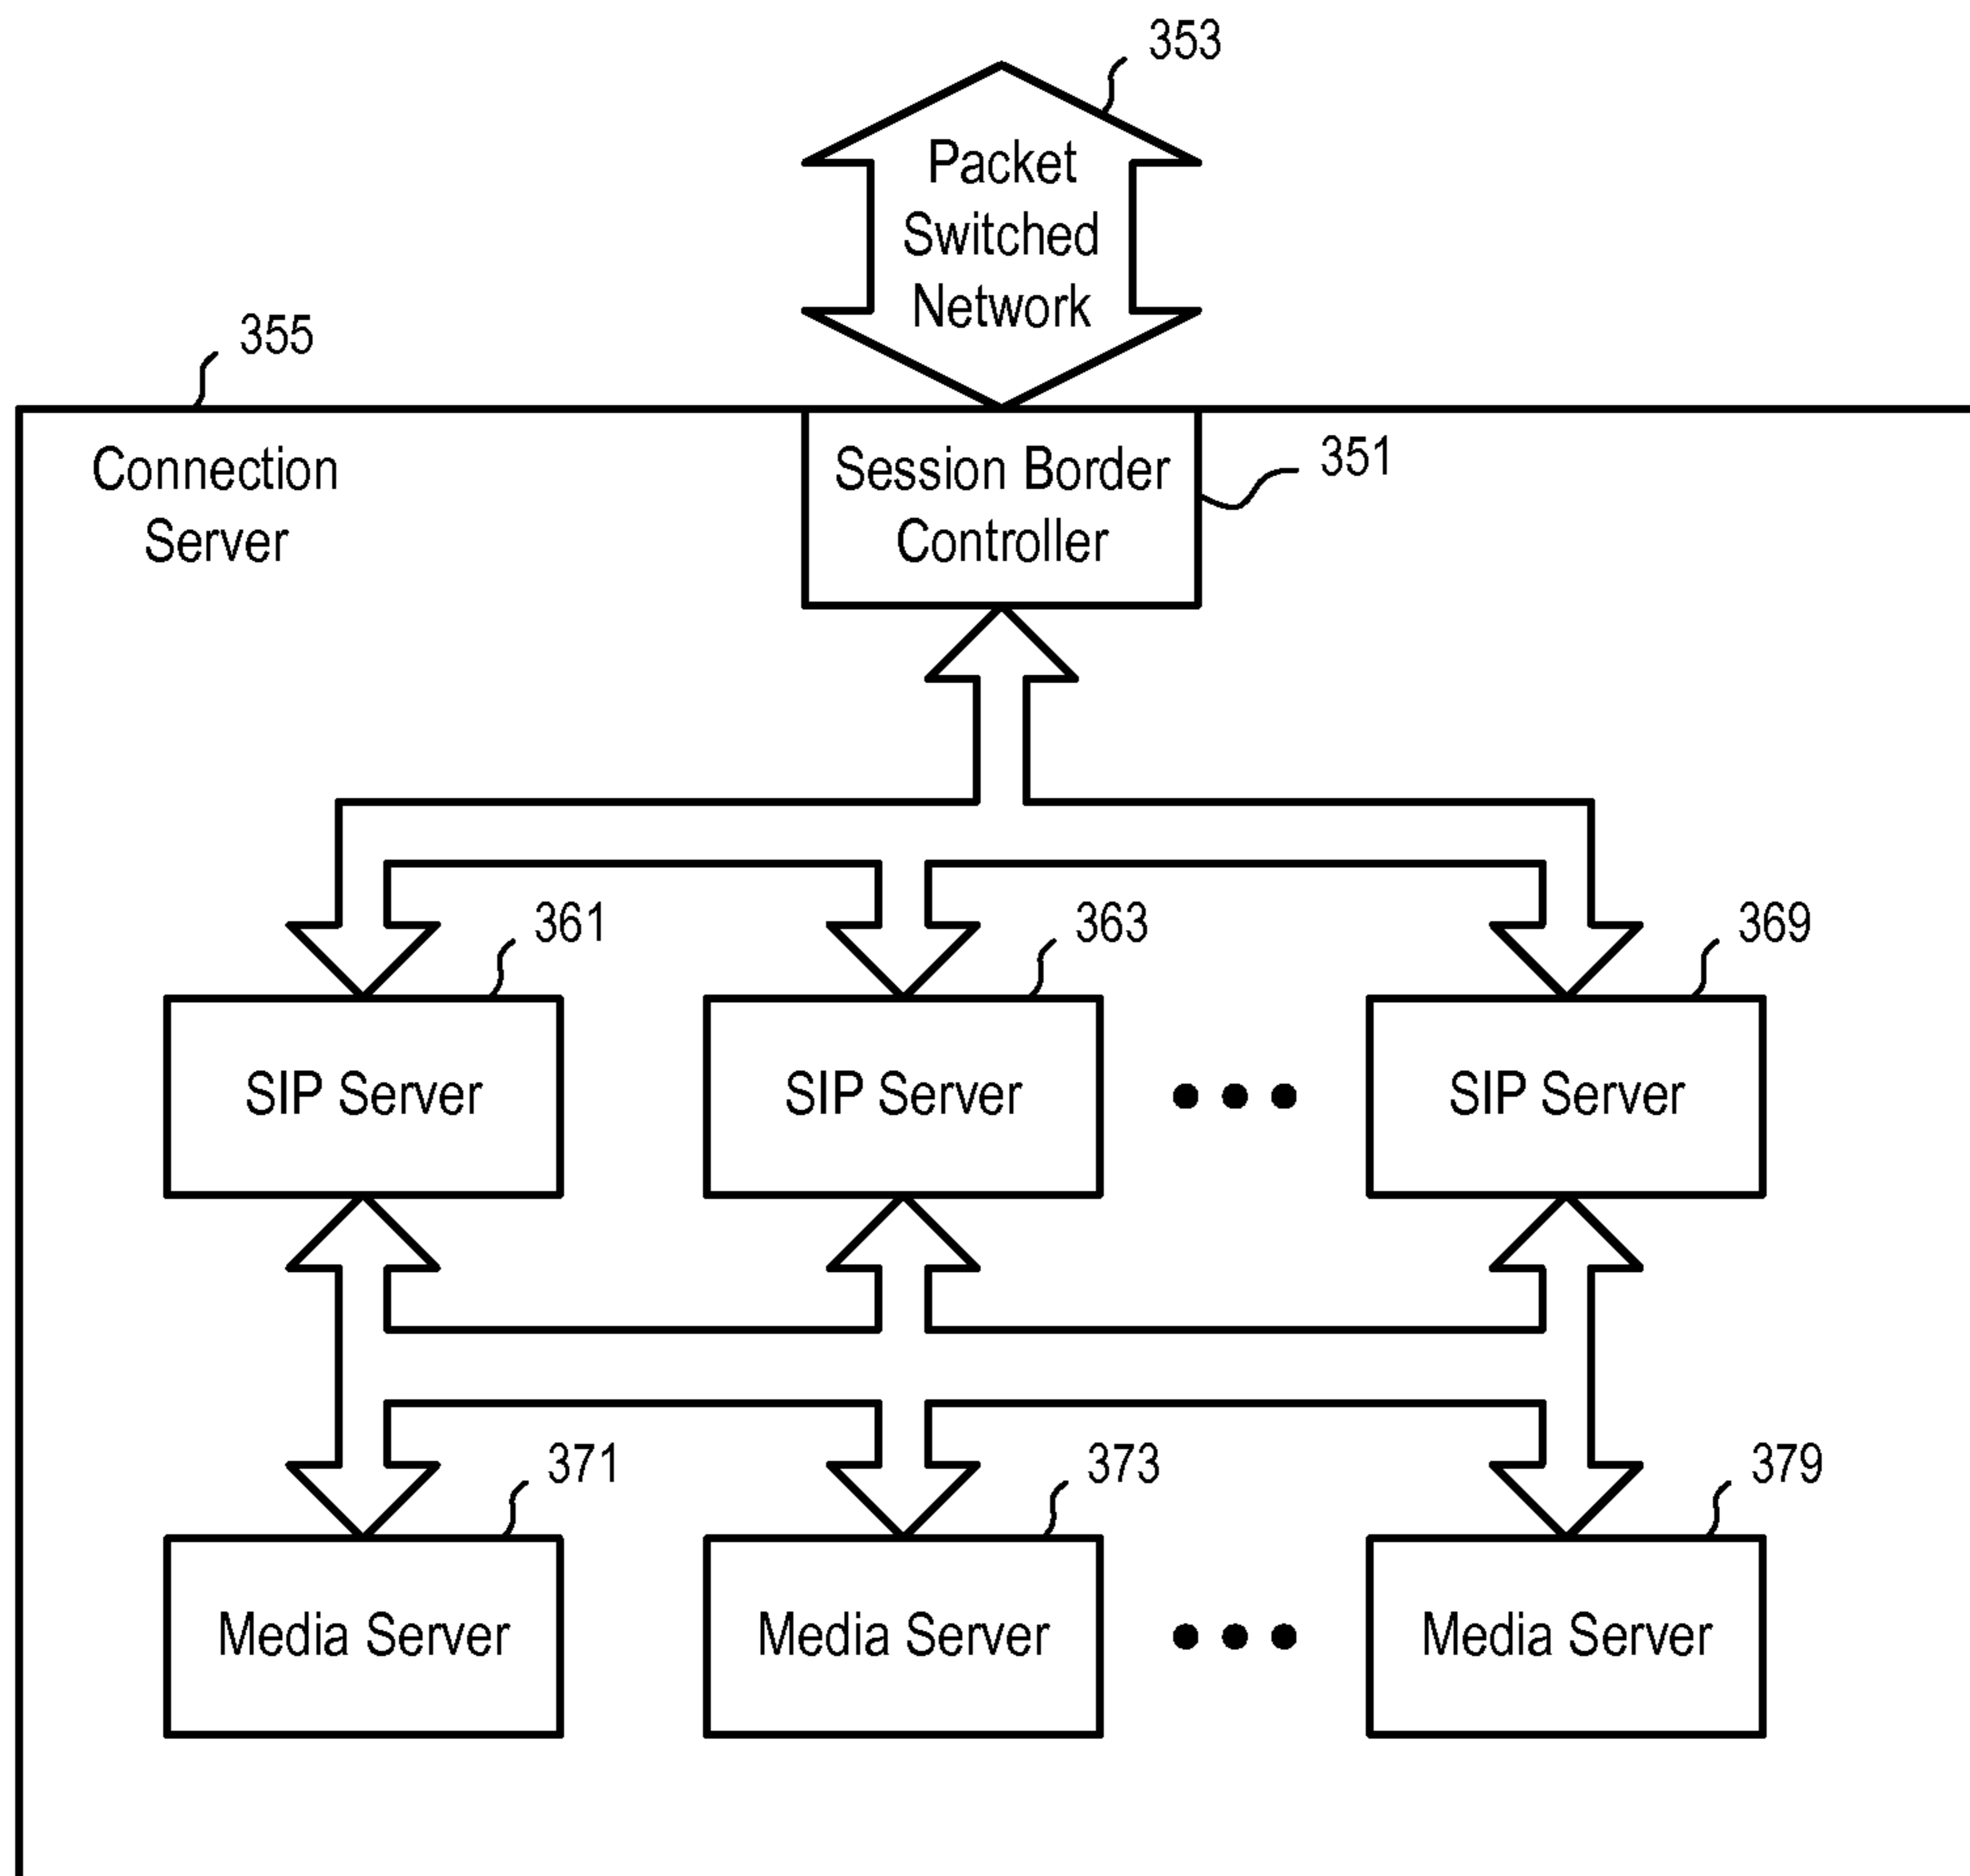 353
Packet
Switched
Network
355
Connection
Server
Session Border
Controller
351
361
363
369
SIP Server
SIP Server
SIP Server
371
373
379
Media Server
Media Server
Media Server